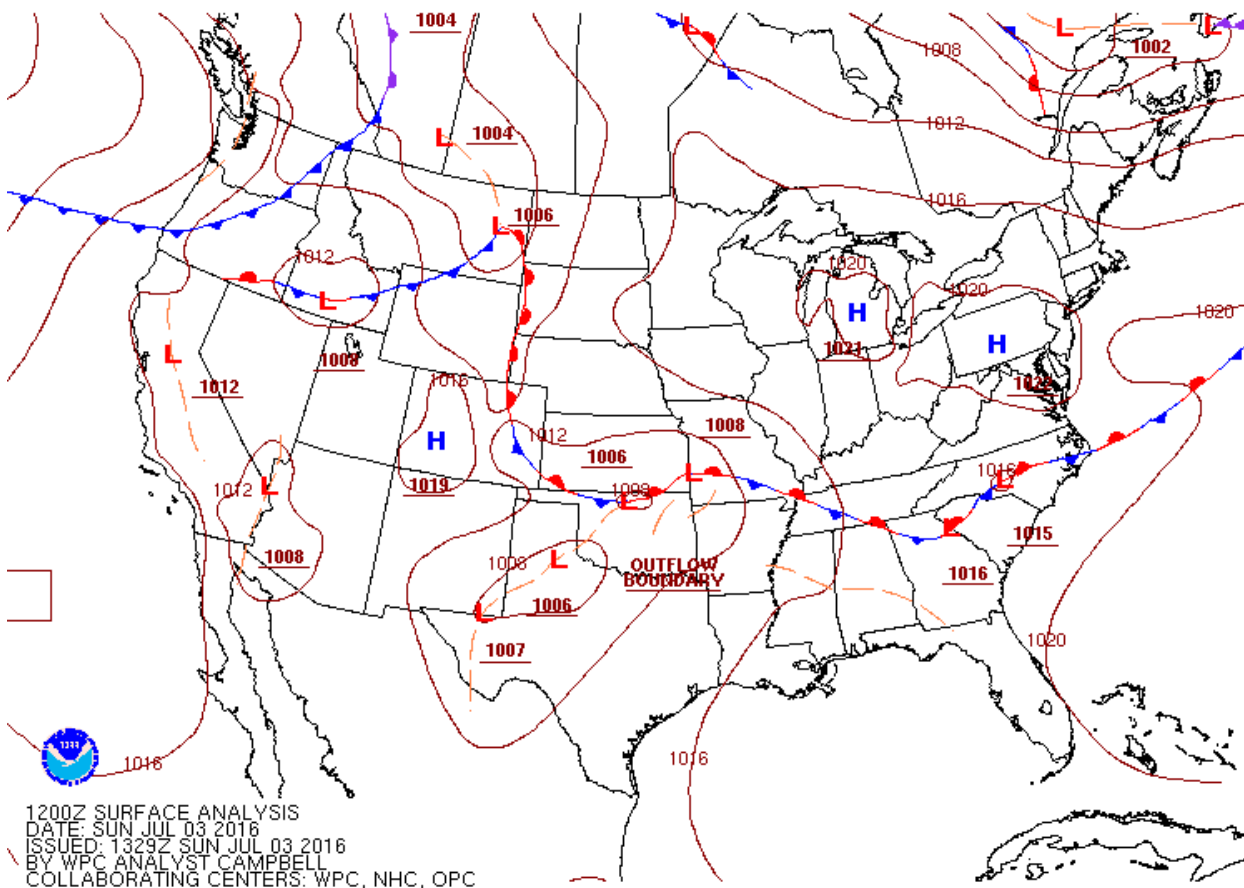 1004
1008
L
L
L
1002
1012
L
1004
1016
L
1006
1012
L
1020
1020
H
1020
L
1008
1021
H
1012
1016
1022
H
1012
1008
1006
L
1016
L
1012
1019
1008
L
L
L
1015
1008
L
1008
OUTFLOW
BOUNDARY
1016
1006
L
1007
1020
1016
1016
1200Z SURFACE ANALYSIS
DATE: SUN JUL 03 2016
ISSUED: 1329Z SUN JUL 03 2016
BY WPC ANALYST CAMPBELL
COLLABORATING CENTERS: WPC, NHC, OPC